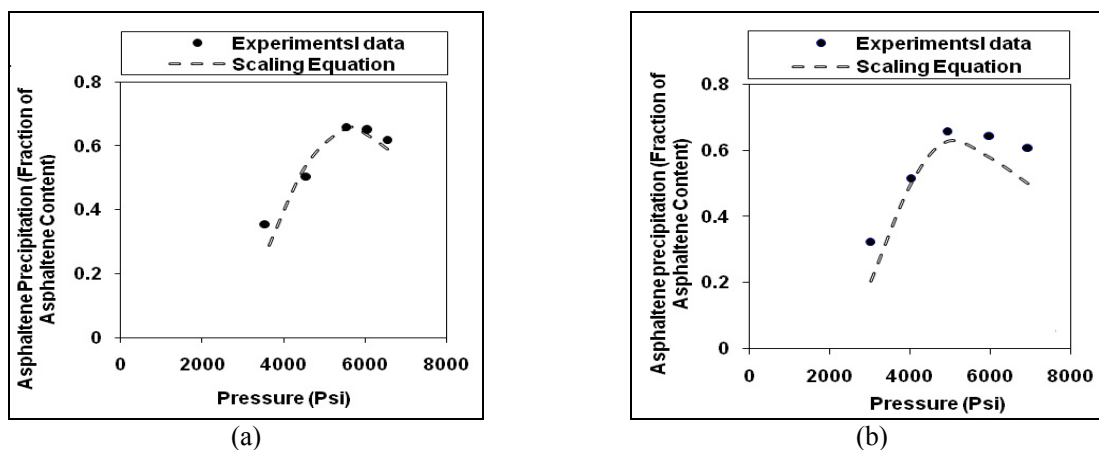 Experimentsl data
Scaling Equation
Asphaltene Precipitation (Fraction of
Asphaltene Content)
0.8
0.6
0.4
0.2
0
0 2000 4000 6000 8000
Pressure (Psi)
(a)
Experimentsl data
Scaling Equation
Asphaltene precipitation (Fraction of
Asphaltene Content)
0.8
0.6
0.4
0.2
0
0 2000 4000 6000 8000
Pressure (Psi)
(b)